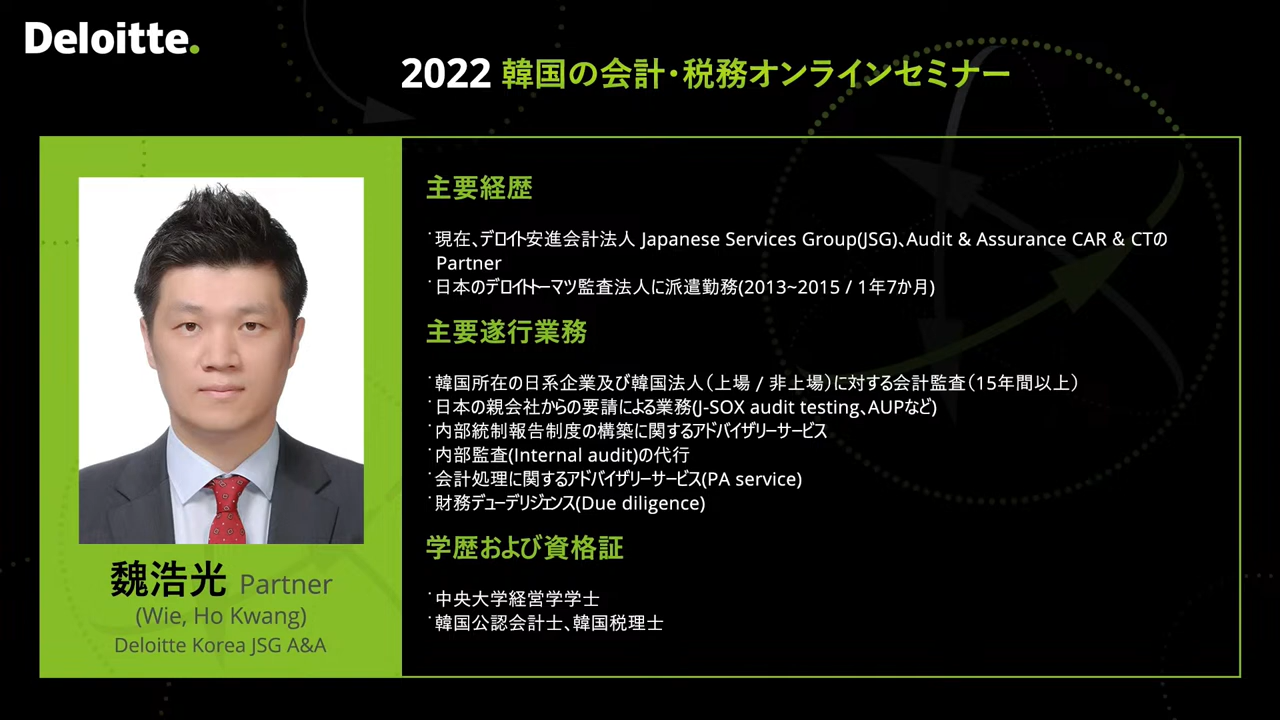 Deloitte.
2022 韓国の会計・税務オンラインセミナー
主要経歴
·現在、デロイト安進会計法人 Japanese Services Group(JSG)、Audit & Assurance CAR & CTの
Partner
·日本のデロイトトーマツ監査法人に派遣勤務(2013~2015 / 1年7か月)
主要遂行業務
·韓国所在の日系企業及び韓国法人（上場 / 非上場）に対する会計監査（15年間以上）
·日本の親会社からの要請による業務(J-SOX audit testing、AUPなど)
·内部統制報告制度の構築に関するアドバイザリーサービス
·内部監査(Internal audit)の代行
·会計処理に関するアドバイザリーサービス(PA service)
·財務デューデリジェンス(Due diligence)
学歴および資格証
·中央大学経営学学士
·韓国公認会計士、韓国税理士
魏浩光 Partner
(Wie, Ho Kwang)
Deloitte Korea JSG A&A